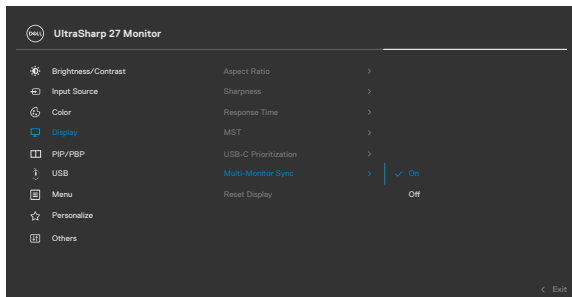 DELL UltraSharp 27 Monitor
Brightness/Contrast Aspect Ratio >
Input Source Sharpness >
Color Response Time >
Display MST >
PIP/PBP USB-C Prioritization >
USB Multi-Monitor Sync > ✓ On
Menu Reset Display Off
Personalize
Others
< Exit